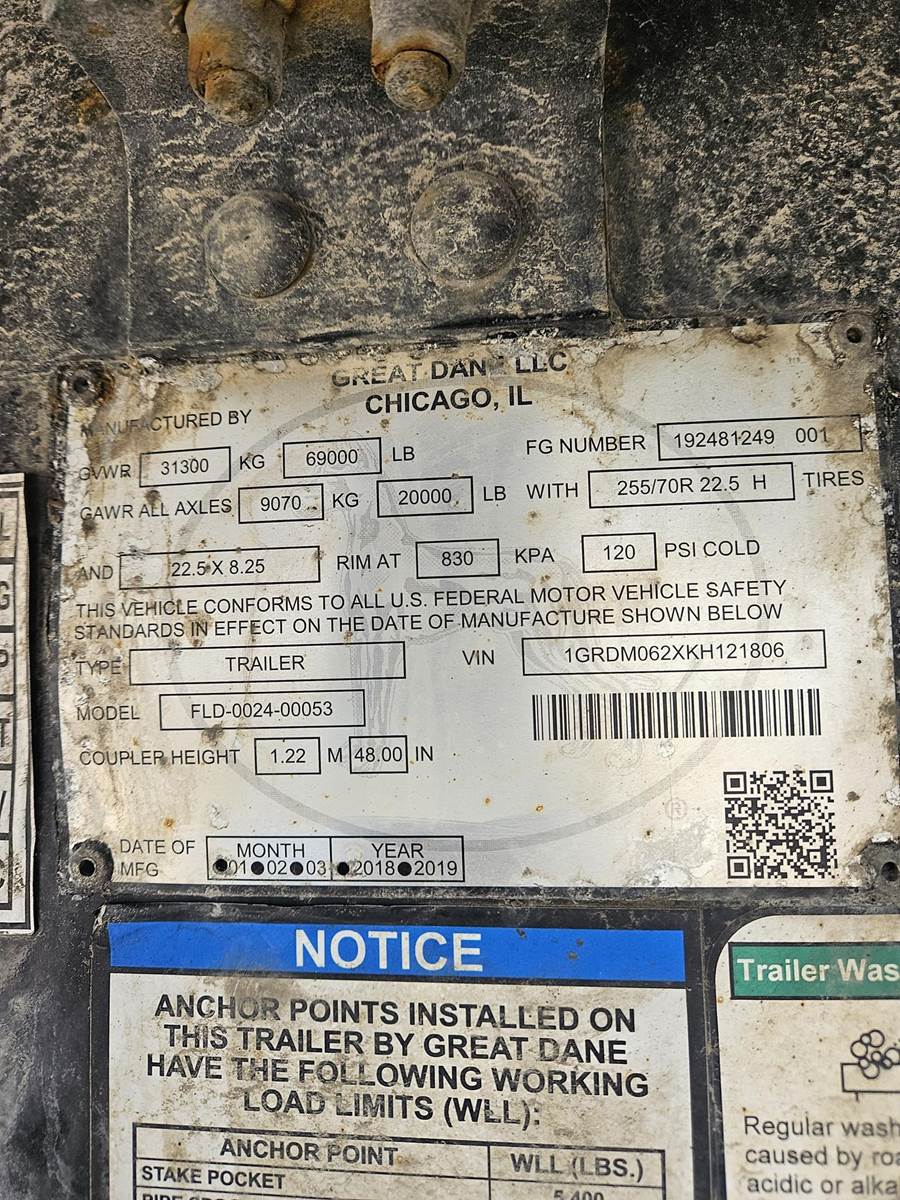 GREAT DANE LLC
CHICAGO, IL
MANUFACTURED BY
GVWR 31300 KG 69000 LB FG NUMBER 192481249 001
GAWR ALL AXLES 9070 KG 20000 LB WITH 255/70R 22.5 H TIRES
AND 22.5 X 8.25 RIM AT 830 KPA 120 PSI COLD
THIS VEHICLE CONFORMS TO ALL U.S. FEDERAL MOTOR VEHICLE SAFETY
STANDARDS IN EFFECT ON THE DATE OF MANUFACTURE SHOWN BELOW
TYPE TRAILER VIN 1GRDM062XKH121806
MODEL FLD-0024-00053
COUPLER HEIGHT 1.22 M 48.00 IN
®
DATE OF MFG MONTH YEAR
01 02 03 2018 2019
NOTICE
ANCHOR POINTS INSTALLED ON
THIS TRAILER BY GREAT DANE
HAVE THE FOLLOWING WORKING
LOAD LIMITS (WLL):
ANCHOR POINT WLL (LBS.)
STAKE POCKET 5,400
Trailer Was
Regular wash
caused by roa
acidic or alka